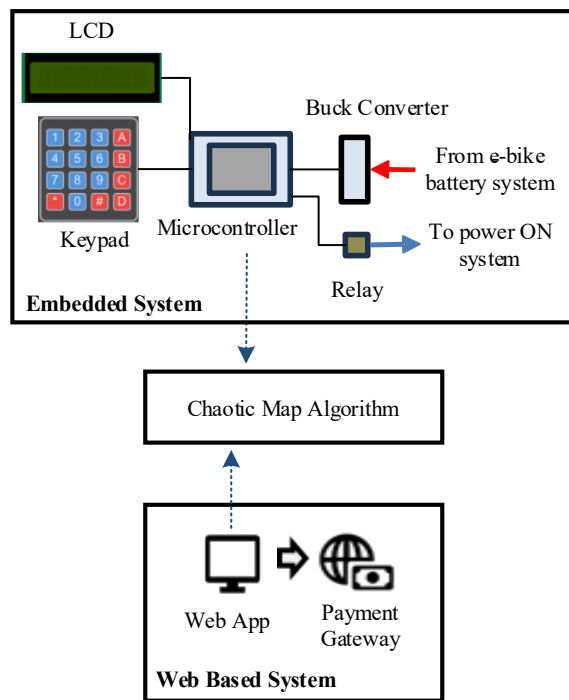 LCD
Buck Converter
1 2 3 A
4 5 6 B
7 8 9 C
* 0 # D
From e-bike
battery system
Keypad
Microcontroller
To power ON
system
Relay
Embedded System
Chaotic Map Algorithm
Web App
Payment
Gateway
Web Based System